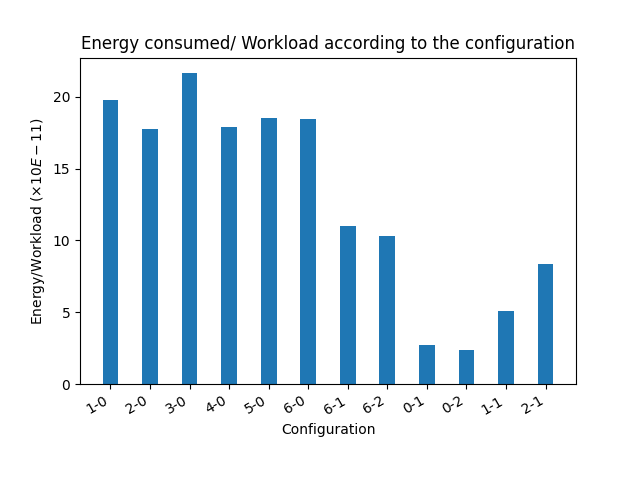 Energy consumed/ Workload according to the configuration
Energy/Workload (×10E − 11)
20
15
10
5
0
1-0 2-0 3-0 4-0 5-0 6-0 6-1 6-2 0-1 0-2 1-1 2-1
Configuration